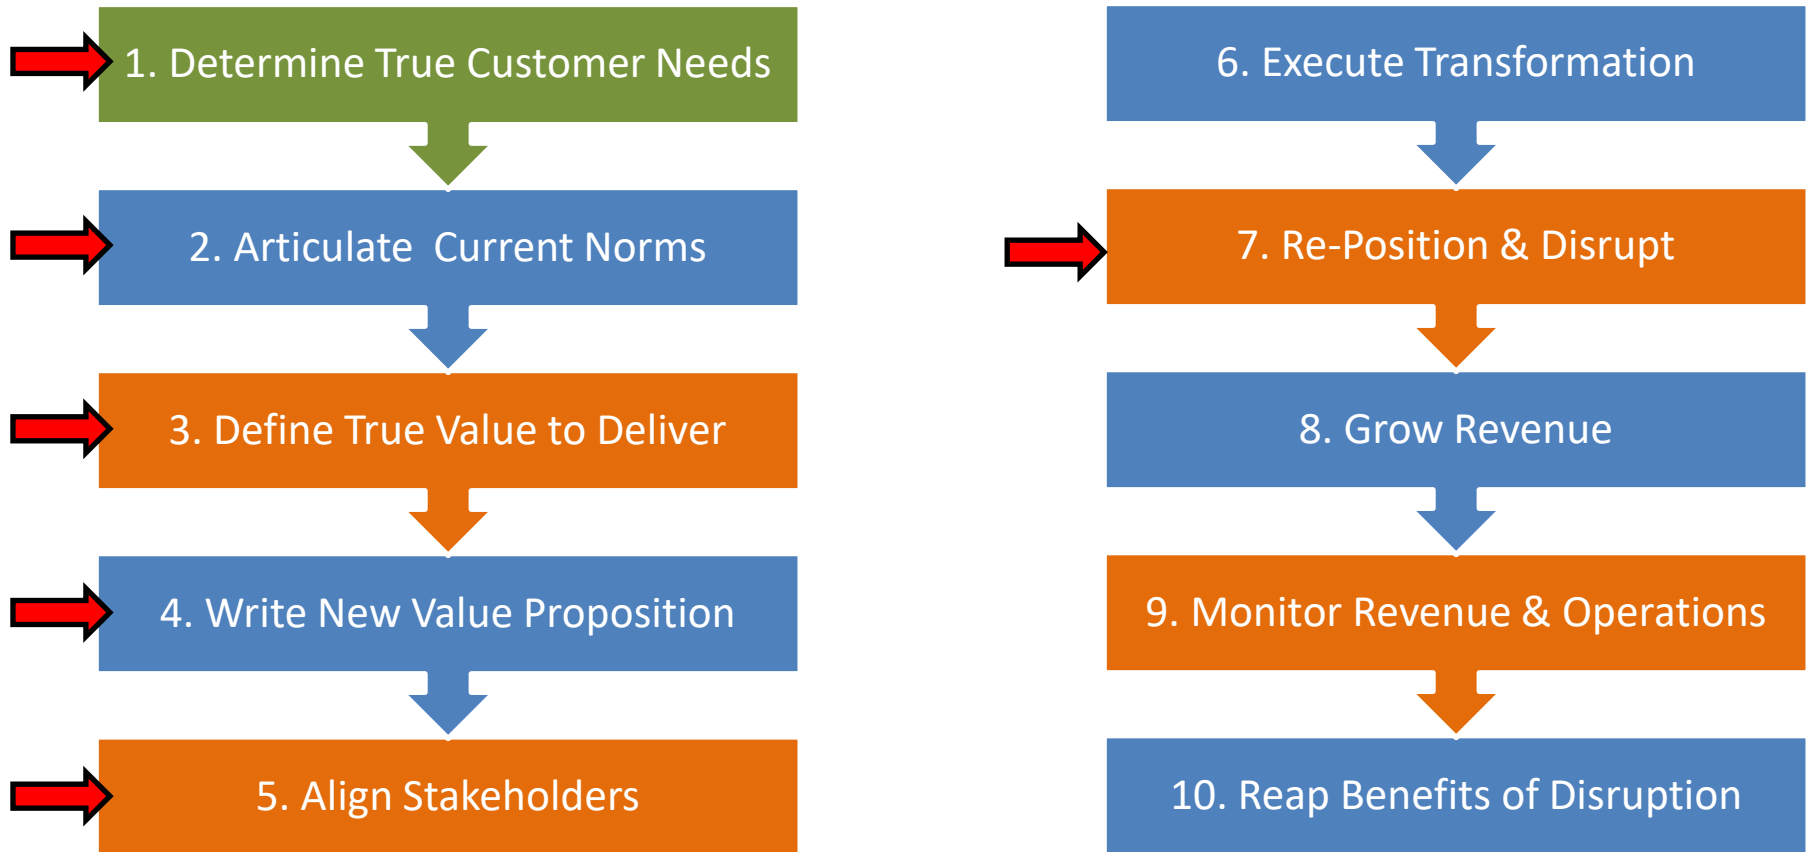 1. Determine True Customer Needs
2. Articulate  Current Norms
3. Define True Value to Deliver
4. Write New Value Proposition
5. Align Stakeholders
6. Execute Transformation
7. Re-Position & Disrupt
8. Grow Revenue
9. Monitor Revenue & Operations
10. Reap Benefits of Disruption